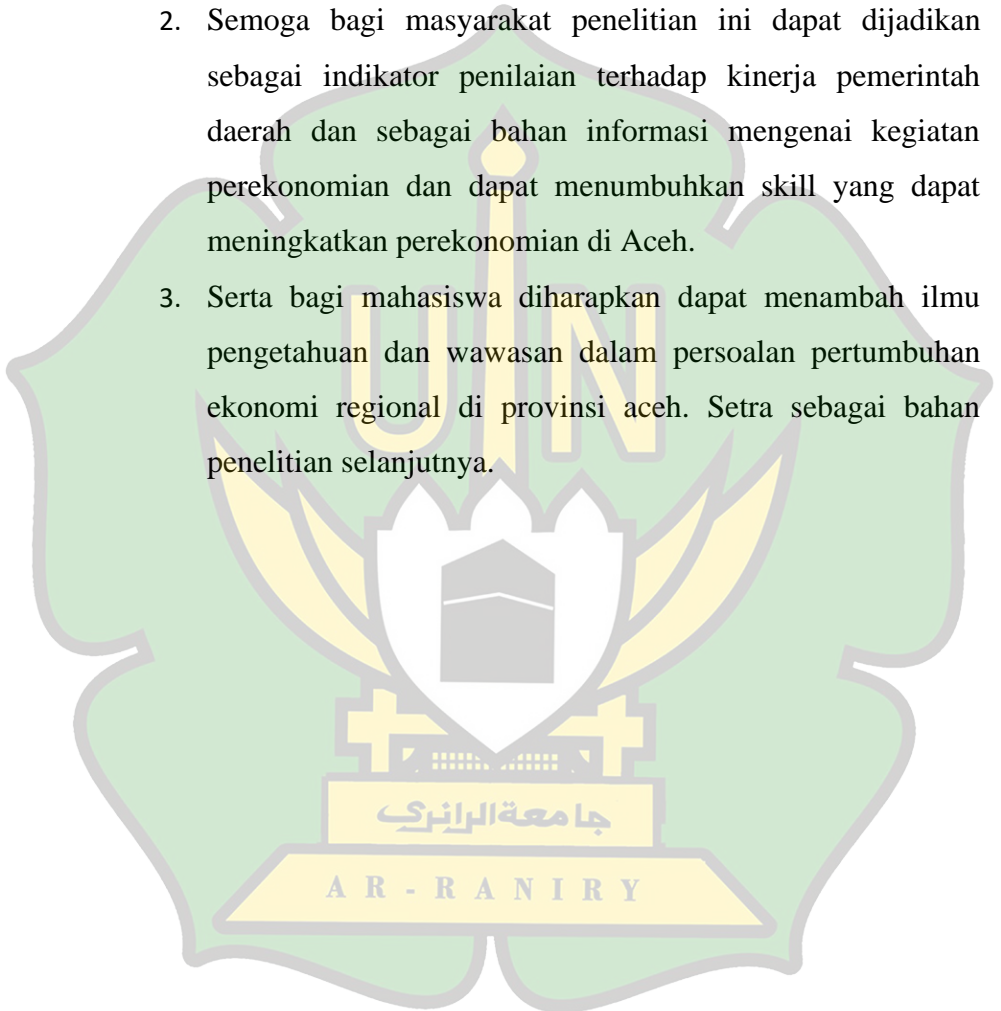 2. Semoga bagi masyarakat penelitian ini dapat dijadikan
sebagai indikator penilaian terhadap kinerja pemerintah
daerah dan sebagai bahan informasi mengenai kegiatan
perekonomian dan dapat menumbuhkan skill yang dapat
meningkatkan perekonomian di Aceh.
3. Serta bagi mahasiswa diharapkan dapat menambah ilmu
pengetahuan dan wawasan dalam persoalan pertumbuhan
ekonomi regional di provinsi aceh. Setra sebagai bahan
penelitian selanjutnya.
UIN
جامعة الرانري
AR-RANIRY